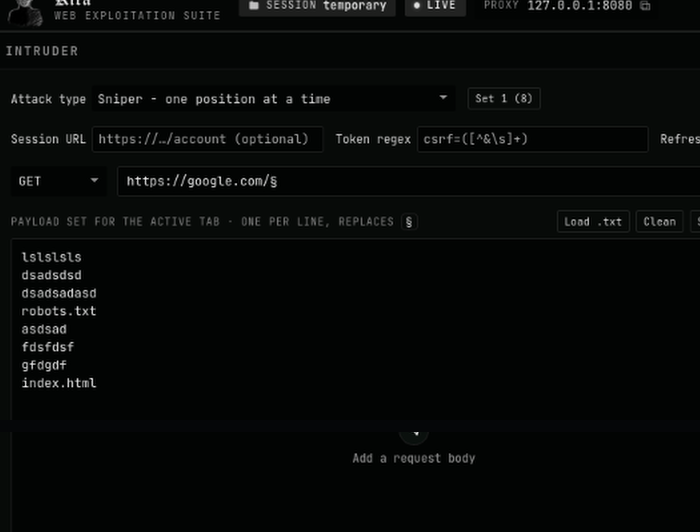 Kira
WEB EXPLOITATION SUITE
SESSION temporary
LIVE
PROXY 127.0.0.1:8080
INTRUDER
Attack type Sniper - one position at a time Set 1 (8)
Session URL https://…/account (optional) Token regex csrf=([^&\s]+) Refres
GET https://google.com/§
PAYLOAD SET FOR THE ACTIVE TAB - ONE PER LINE, REPLACES §
Load .txt Clean
lslslsls
dsadsdsd
dsadsadasd
robots.txt
asdsad
fdsfdsf
gfdgdf
index.html
Add a request body